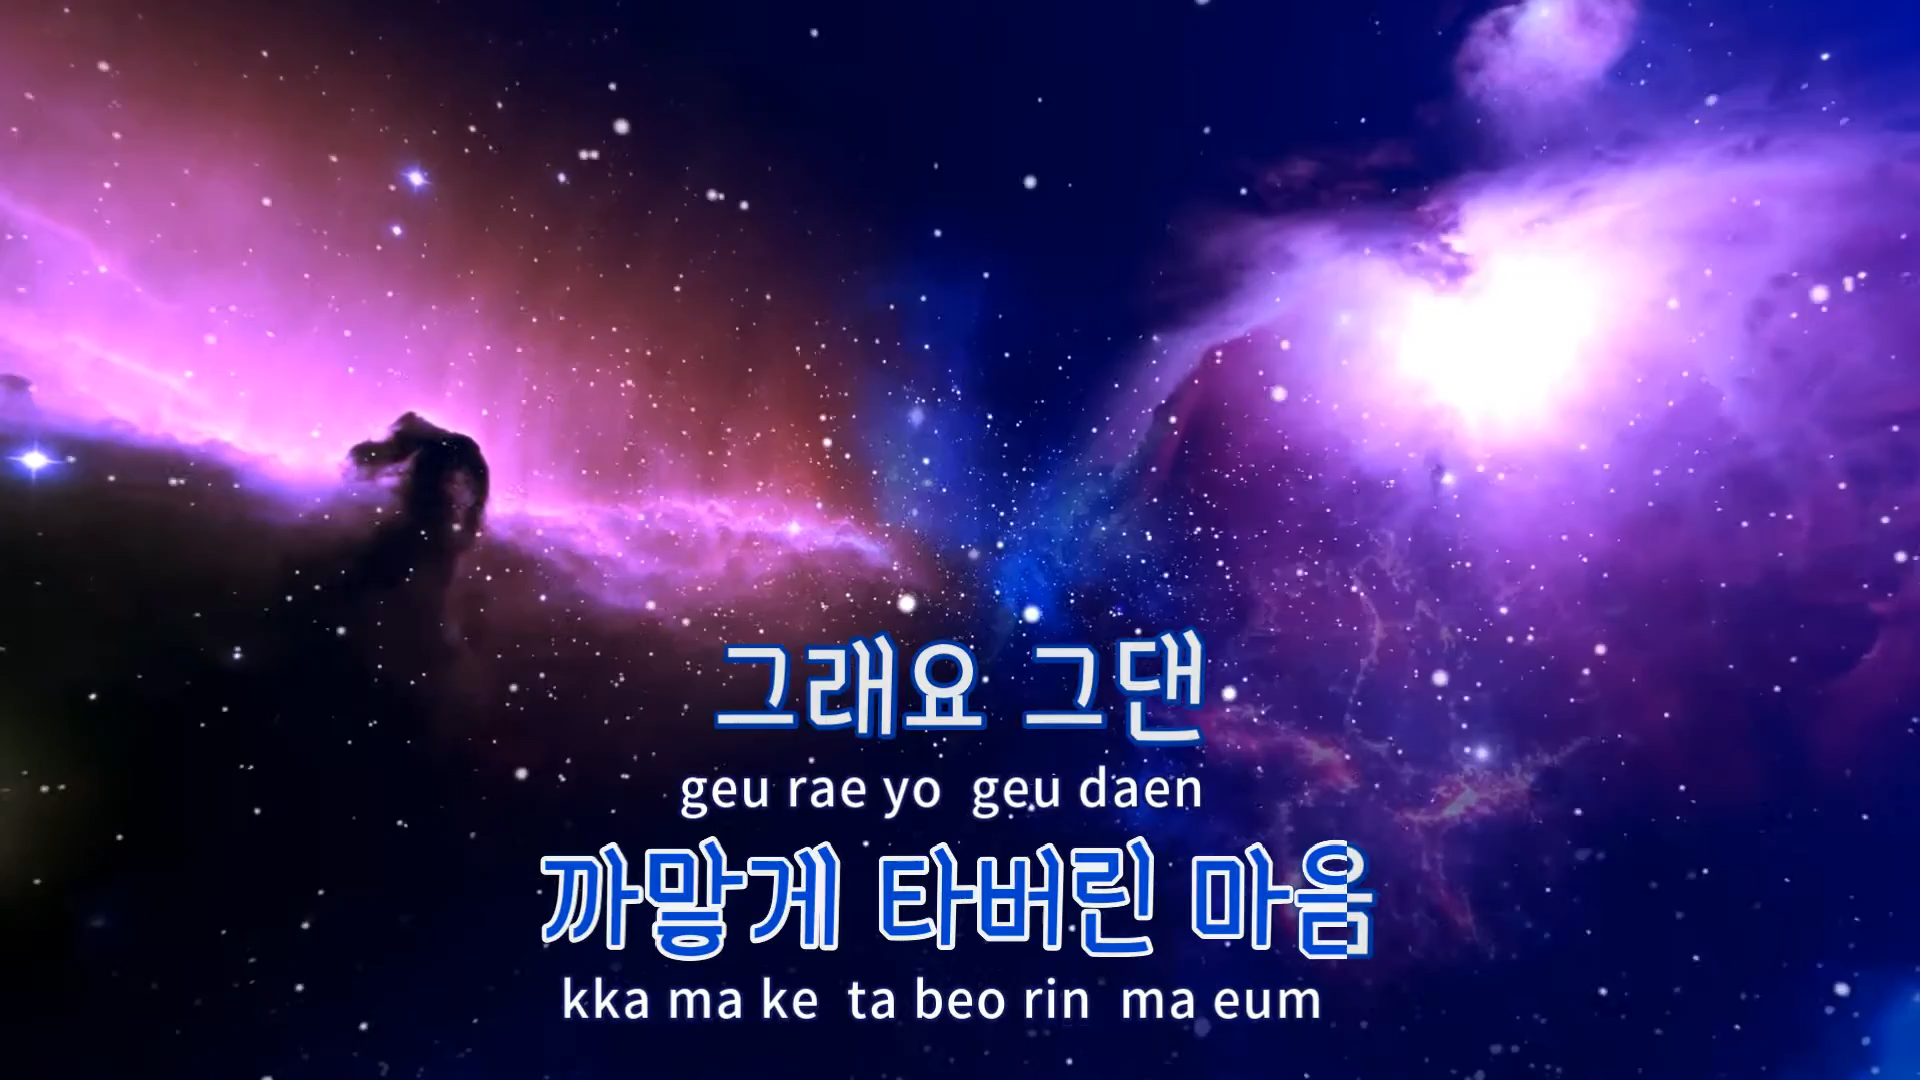 그래요 그댄
geu rae yo geu daen
까맣게 타버린 마음
kka ma ke ta beo rin ma eum